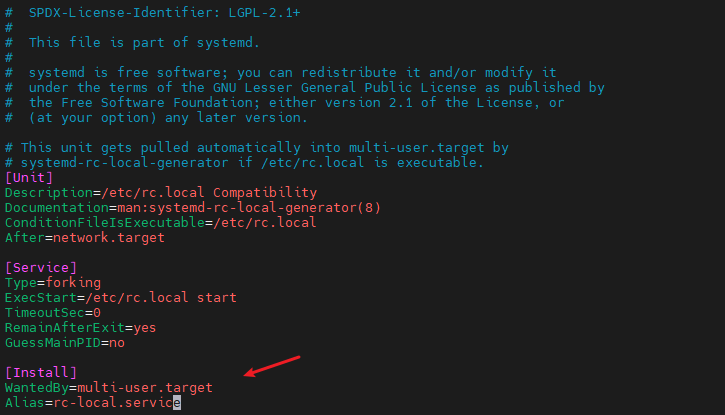 #  SPDX-License-Identifier: LGPL-2.1+
#
#  This file is part of systemd.
#
#  systemd is free software; you can redistribute it and/or modify it
#  under the terms of the GNU Lesser General Public License as published by
#  the Free Software Foundation; either version 2.1 of the License, or
#  (at your option) any later version.

# This unit gets pulled automatically into multi-user.target by
# systemd-rc-local-generator if /etc/rc.local is executable.
[Unit]
Description=/etc/rc.local Compatibility
Documentation=man:systemd-rc-local-generator(8)
ConditionFileIsExecutable=/etc/rc.local
After=network.target

[Service]
Type=forking
ExecStart=/etc/rc.local start
TimeoutSec=0
RemainAfterExit=yes
GuessMainPID=no

[Install]
WantedBy=multi-user.target
Alias=rc-local.service